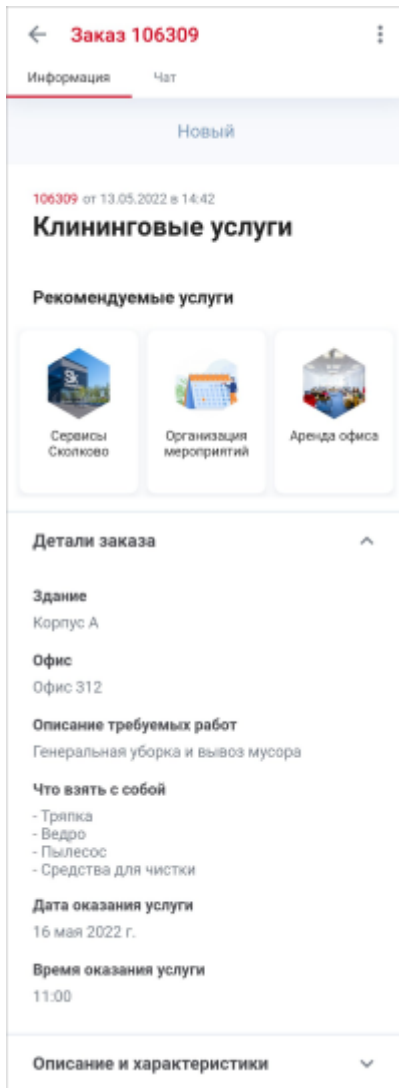 Заказ 106309
Информация Чат
Новый
106309 от 13.05.2022 в 14:42
Клининговые услуги
Рекомендуемые услуги
Сервисы
Сколково
Организация
мероприятий
Аренда офиса
Детали заказа
Здание
Корпус А
Офис
Офис 312
Описание требуемых работ
Генеральная уборка и вывоз мусора
Что взять с собой
- Тряпка
- Ведро
- Пылесос
- Средства для чистки
Дата оказания услуги
16 мая 2022 г.
Время оказания услуги
11:00
Описание и характеристики